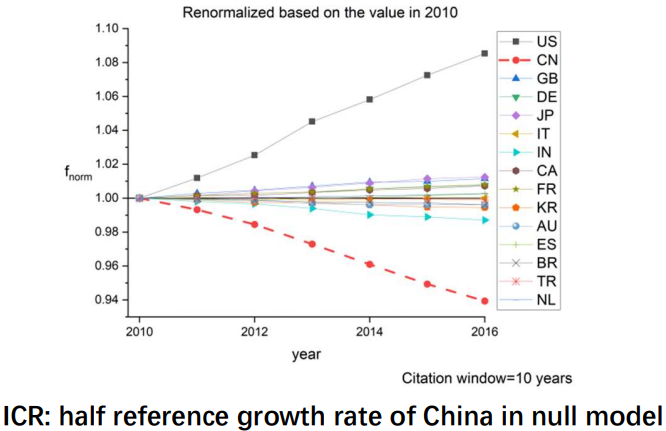 Renormalized based on the value in 2010
1.10
1.08
1.06
1.04
1.02
1.00
0.98
0.96
0.94
fnorm
2010
2012
2014
2016
year
US
CN
GB
DE
JP
IT
IN
CA
FR
KR
AU
ES
BR
TR
NL
Citation window=10 years
ICR: half reference growth rate of China in null model